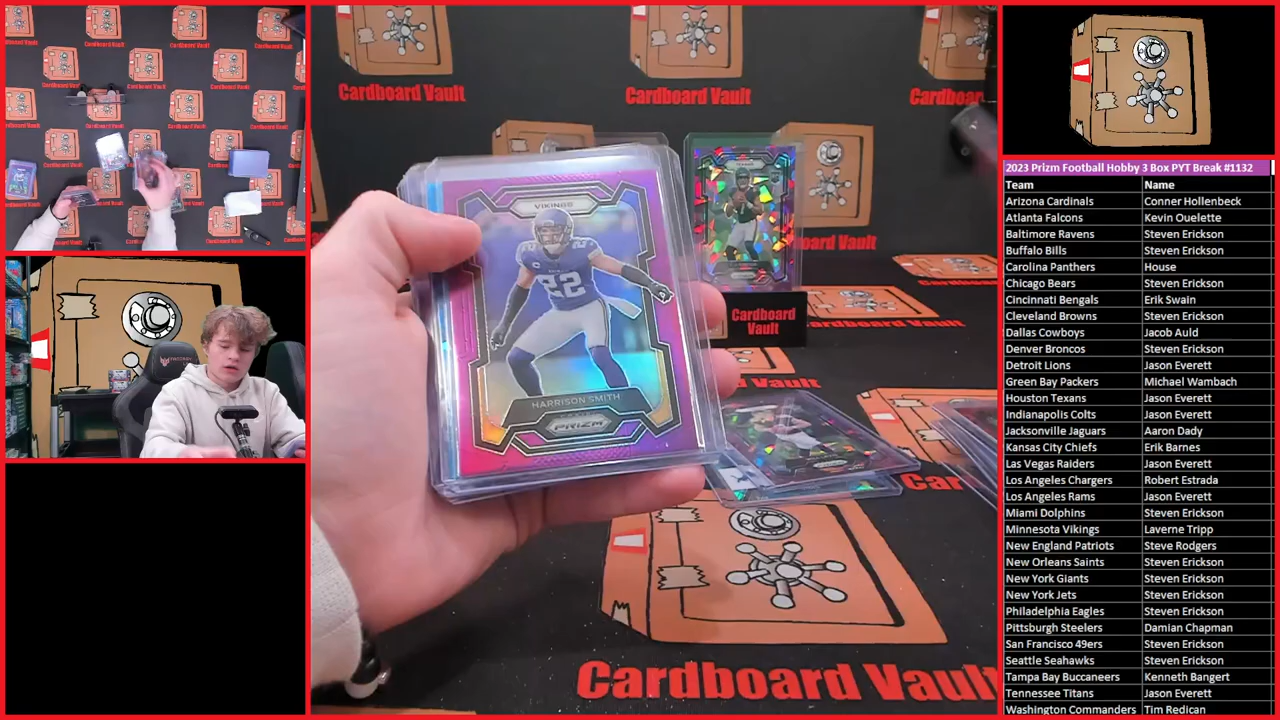 Cardboard Vault
Cardboard Vault
Cardboard Vault
VIKINGS
22
HARRISON SMITH
PRIZM
Cardboard
Vault
Cardboard Vault
2023 Prizm Football Hobby 3 Box PYT Break #1132
Team Name
Arizona Cardinals Conner Hollenbeck
Atlanta Falcons Kevin Ouelette
Baltimore Ravens Steven Erickson
Buffalo Bills Steven Erickson
Carolina Panthers House
Chicago Bears Steven Erickson
Cincinnati Bengals Erik Swain
Cleveland Browns Steven Erickson
Dallas Cowboys Jacob Auld
Denver Broncos Steven Erickson
Detroit Lions Jason Everett
Green Bay Packers Michael Wambach
Houston Texans Jason Everett
Indianapolis Colts Jason Everett
Jacksonville Jaguars Aaron Dady
Kansas City Chiefs Erik Barnes
Las Vegas Raiders Jason Everett
Los Angeles Chargers Robert Estrada
Los Angeles Rams Jason Everett
Miami Dolphins Steven Erickson
Minnesota Vikings Laverne Tripp
New England Patriots Steve Rodgers
New Orleans Saints Steven Erickson
New York Giants Steven Erickson
New York Jets Steven Erickson
Philadelphia Eagles Steven Erickson
Pittsburgh Steelers Damian Chapman
San Francisco 49ers Steven Erickson
Seattle Seahawks Steven Erickson
Tampa Bay Buccaneers Kenneth Bangert
Tennessee Titans Jason Everett
Washington Commanders Tim Redican